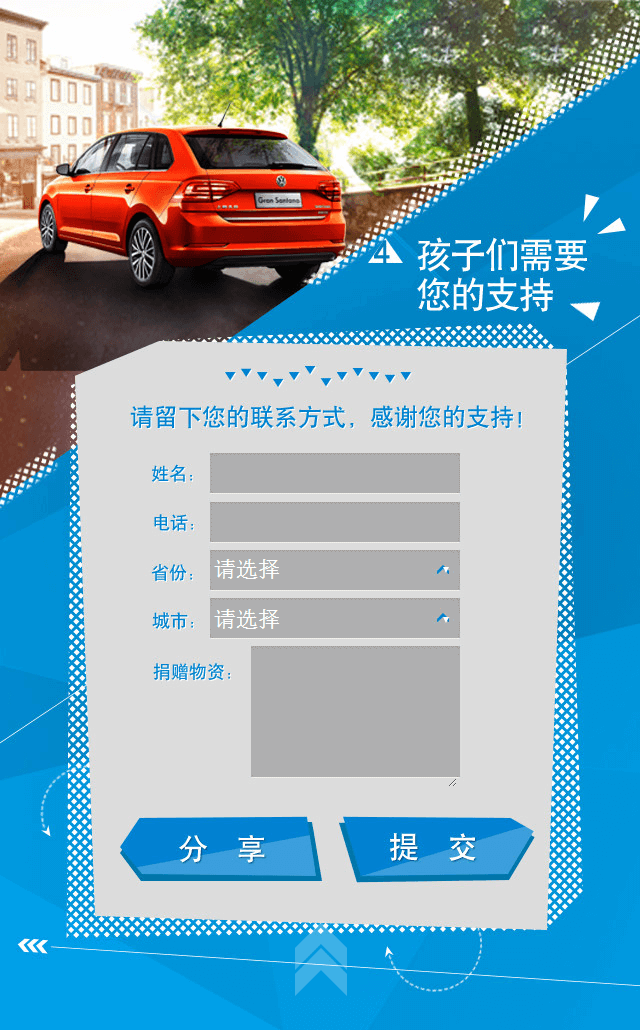 Gran Santana
4
孩子们需要
您的支持
请留下您的联系方式，感谢您的支持！
姓名：
电话：
省份： 请选择
城市： 请选择
捐赠物资：
分 享
提 交